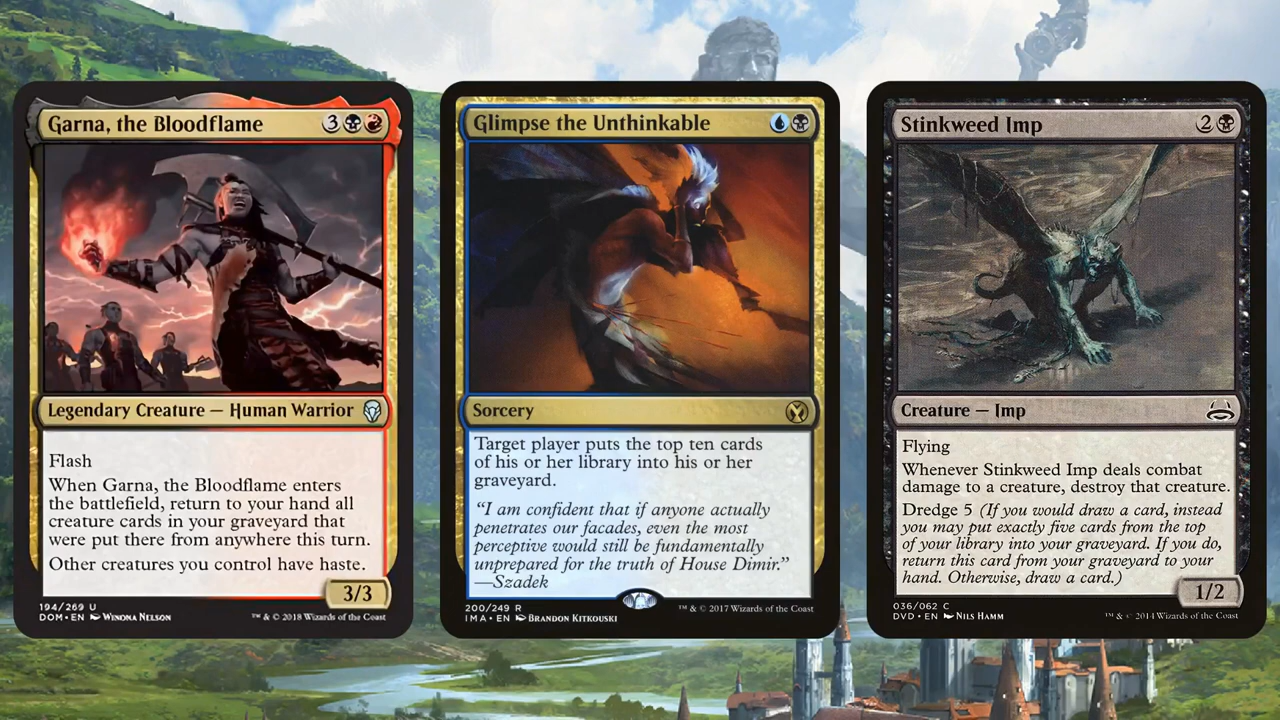 Garna, the Bloodflame 3
Legendary Creature — Human Warrior
Flash
When Garna, the Bloodflame enters
the battlefield, return to your hand all
creature cards in your graveyard that
were put there from anywhere this turn.
Other creatures you control have haste.
3/3
194/269 U
DOM • EN Winona Nelson
™ & © 2018 Wizards of the Coast
Glimpse the Unthinkable
Sorcery
Target player puts the top ten cards
of his or her library into his or her
graveyard.
“I am confident that if anyone actually
penetrates our facades, even the most
perceptive would still be fundamentally
unprepared for the truth of House Dimir.”
—Szadek
200/249 R
IMA • EN Brandon Kitkouski
™ & © 2017 Wizards of the Coast
Stinkweed Imp 2
Creature — Imp
Flying
Whenever Stinkweed Imp deals combat
damage to a creature, destroy that creature.
Dredge 5 (If you would draw a card, instead
you may put exactly five cards from the top
of your library into your graveyard. If you do,
return this card from your graveyard to your
hand. Otherwise, draw a card.)
1/2
036/062 C
DVD • EN Nils Hamm
™ & © 2014 Wizards of the Coast